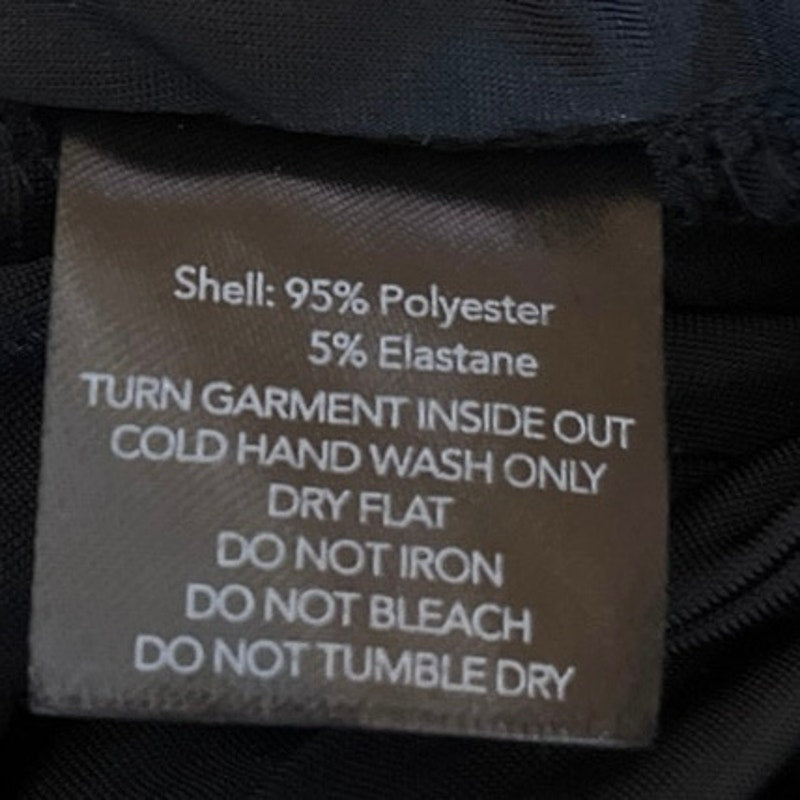 Shell: 95% Polyester
5% Elastane
TURN GARMENT INSIDE OUT
COLD HAND WASH ONLY
DRY FLAT
DO NOT IRON
DO NOT BLEACH
DO NOT TUMBLE DRY